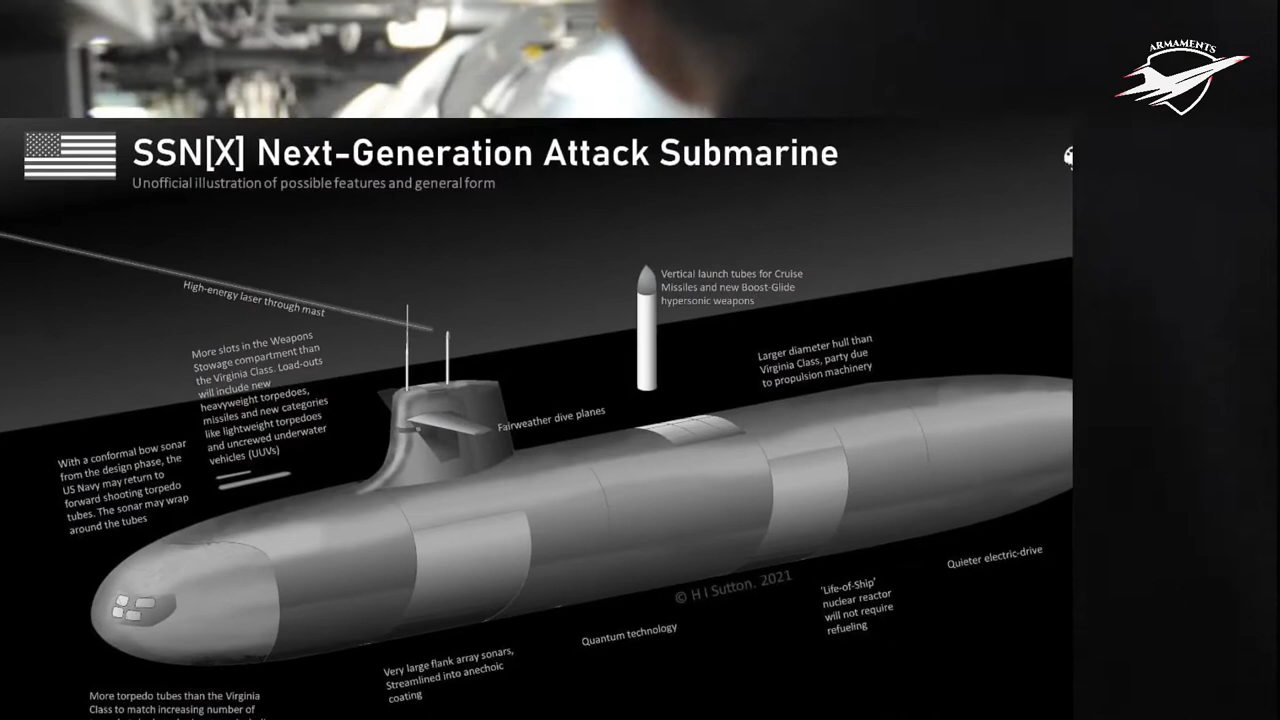 ARMAMENTS
SSN[X] Next-Generation Attack Submarine
Unofficial illustration of possible features and general form
High-energy laser through mast
Vertical launch tubes for Cruise
Missiles and new Boost-Glide
hypersonic weapons
More slots in the Weapons
Stowage compartment than
the Virginia Class. Load-outs
will include new
heavyweight torpedoes,
missiles and new categories
like lightweight torpedoes
and uncrewed underwater
vehicles (UUVs)
Larger diameter hull than
Virginia Class, party due
to propulsion machinery
Fairweather dive planes
With a conformal bow sonar
from the design phase, the
US Navy may return to
forward shooting torpedo
tubes. The sonar may wrap
around the tubes
© H I Sutton. 2021
Quieter electric-drive
'Life-of-Ship'
nuclear reactor
will not require
refueling
Quantum technology
Very large flank array sonars,
Streamlined into anechoic
coating
More torpedo tubes than the Virginia
Class to match increasing number of